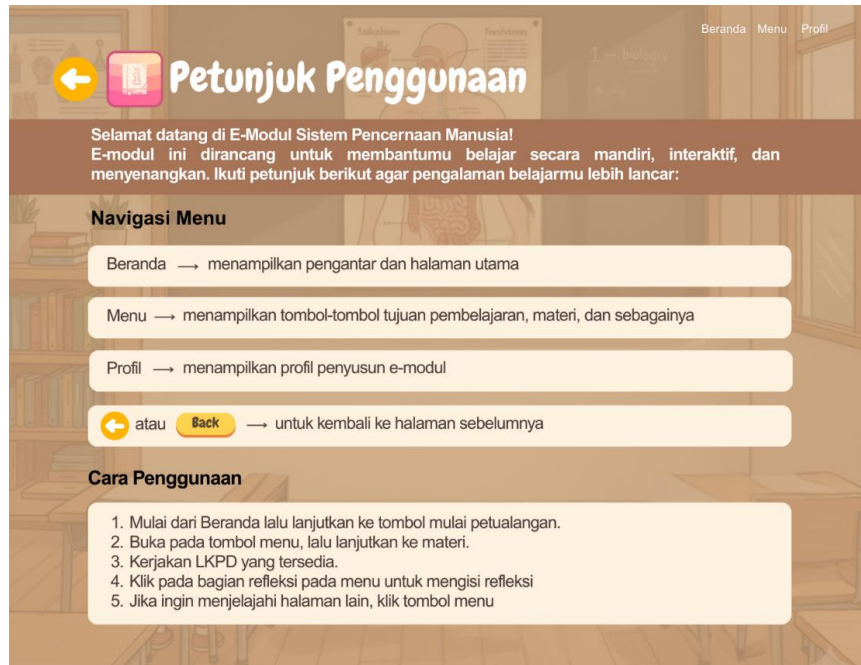 Beranda Menu Profil
Petunjuk Penggunaan
Selamat datang di E-Modul Sistem Pencernaan Manusia!
E-modul ini dirancang untuk membantumu belajar secara mandiri, interaktif, dan
menyenangkan. Ikuti petunjuk berikut agar pengalaman belajarmu lebih lancar:
Navigasi Menu
Beranda → menampilkan pengantar dan halaman utama
Menu → menampilkan tombol-tombol tujuan pembelajaran, materi, dan sebagainya
Profil → menampilkan profil penyusun e-modul
atau Back → untuk kembali ke halaman sebelumnya
Cara Penggunaan
1. Mulai dari Beranda lalu lanjutkan ke tombol mulai petualangan.
2. Buka pada tombol menu, lalu lanjutkan ke materi.
3. Kerjakan LKPD yang tersedia.
4. Klik pada bagian refleksi pada menu untuk mengisi refleksi
5. Jika ingin menjelajahi halaman lain, klik tombol menu